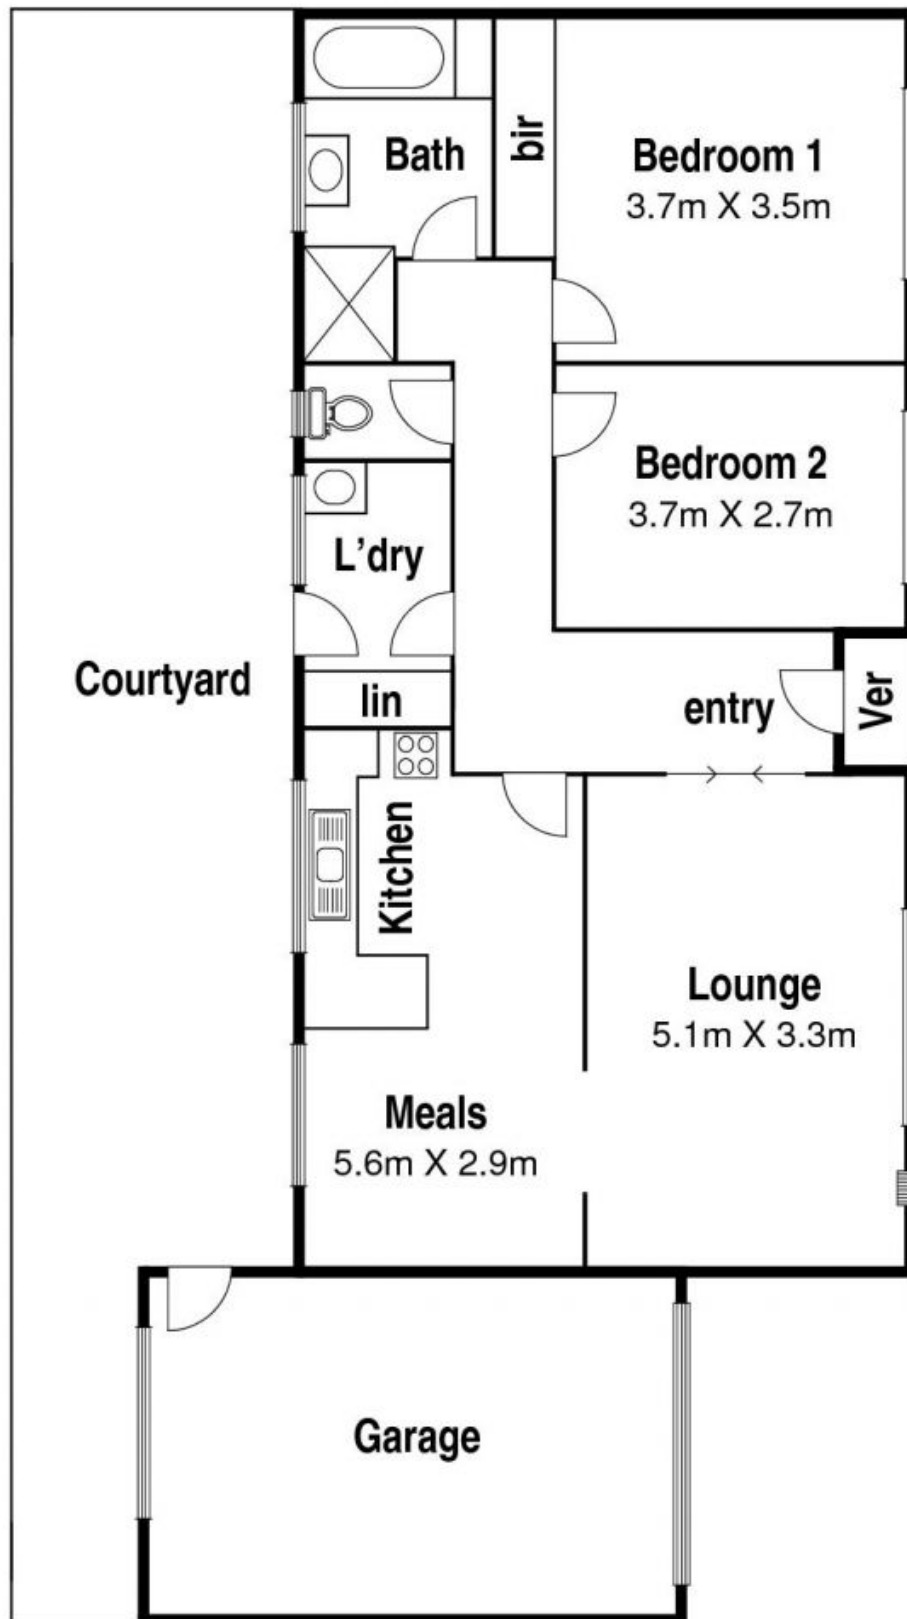 Bath
bir
Bedroom 1
3.7m X 3.5m
Bedroom 2
3.7m X 2.7m
L’dry
Courtyard
lin
entry
Ver
Kitchen
Lounge
5.1m X 3.3m
Meals
5.6m X 2.9m
Garage